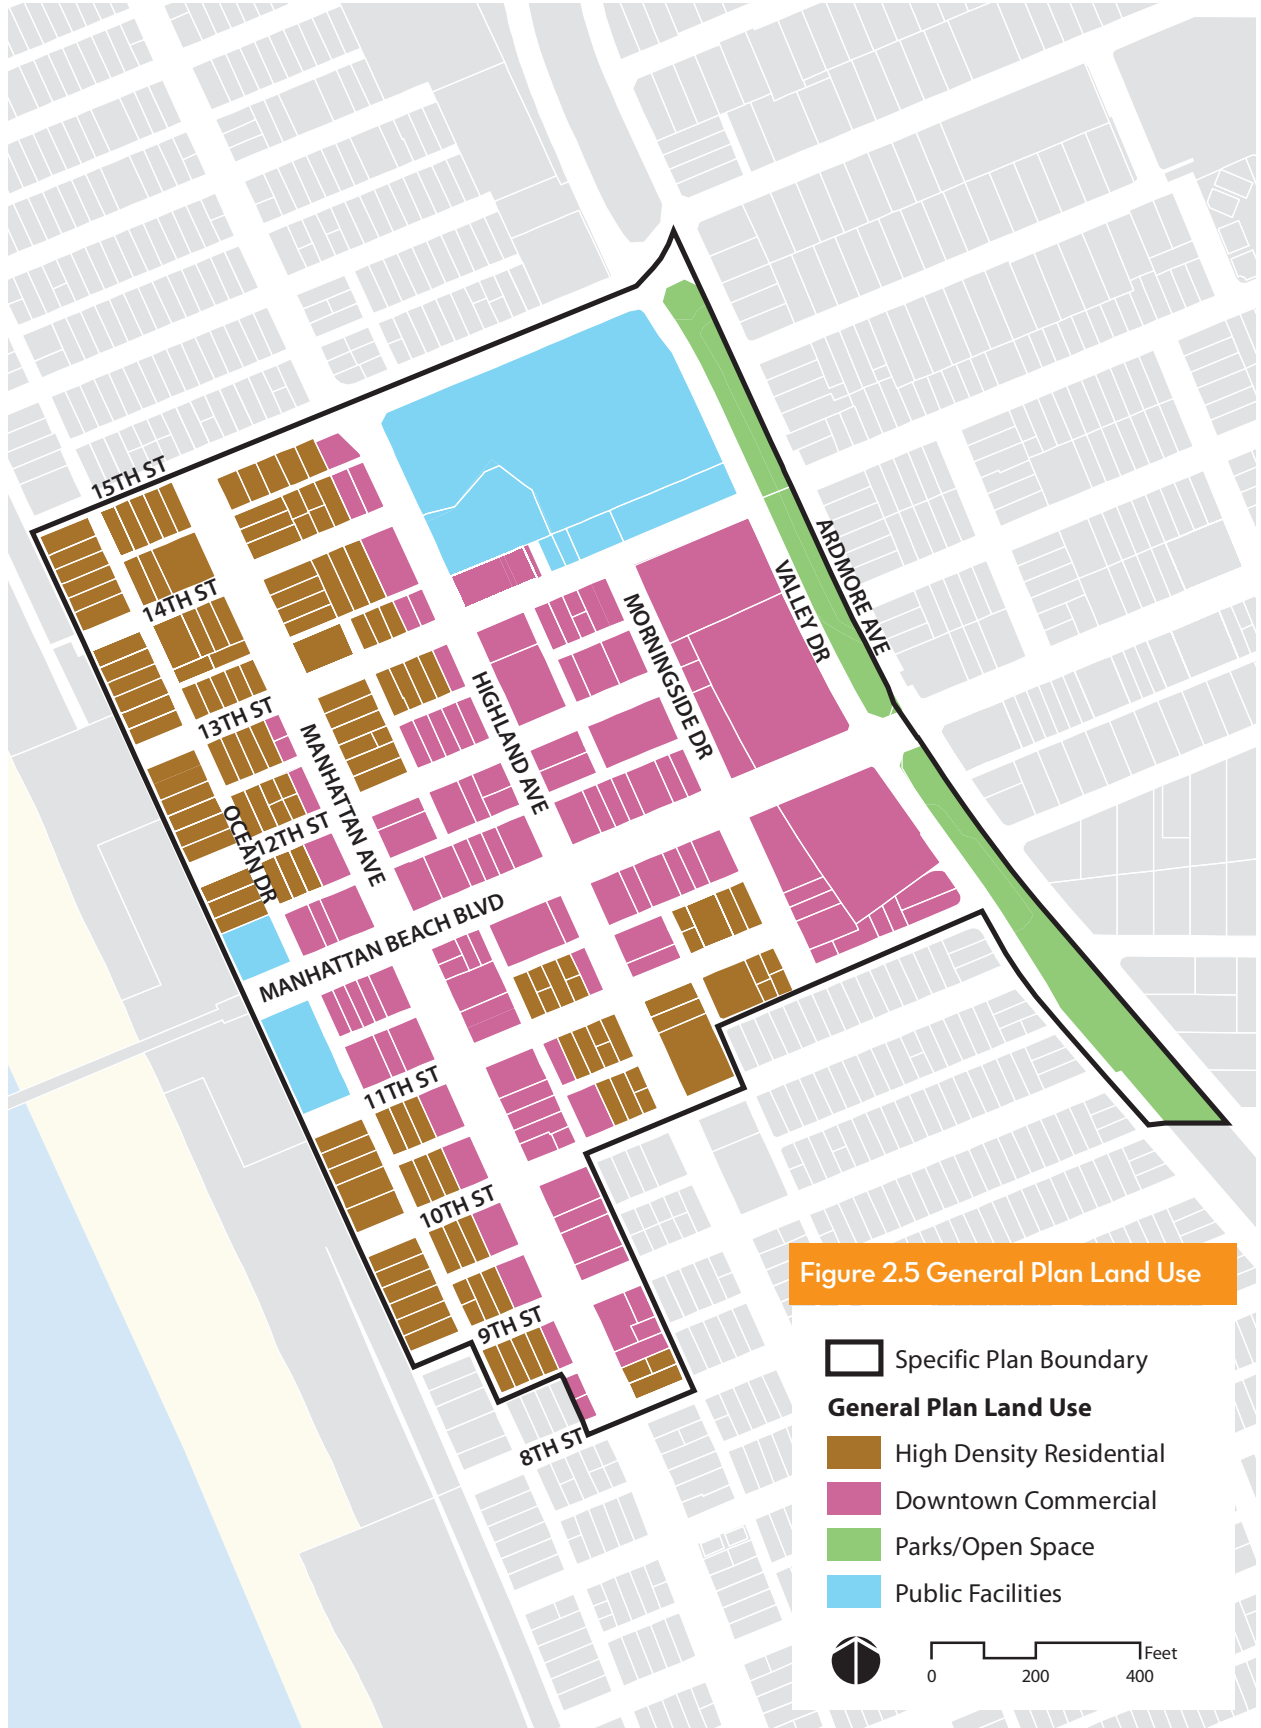 15TH ST
14TH ST
13TH ST
12TH ST
OCEAN DR
MANHATTAN AVE
HIGHLAND AVE
MORNINGSIDE DR
VALLEY DR
ARDMORE AVE
MANHATTAN BEACH BLVD
11TH ST
10TH ST
9TH ST
8TH ST
Figure 2.5 General Plan Land Use
Specific Plan Boundary
General Plan Land Use
High Density Residential
Downtown Commercial
Parks/Open Space
Public Facilities
Feet
0 200 400